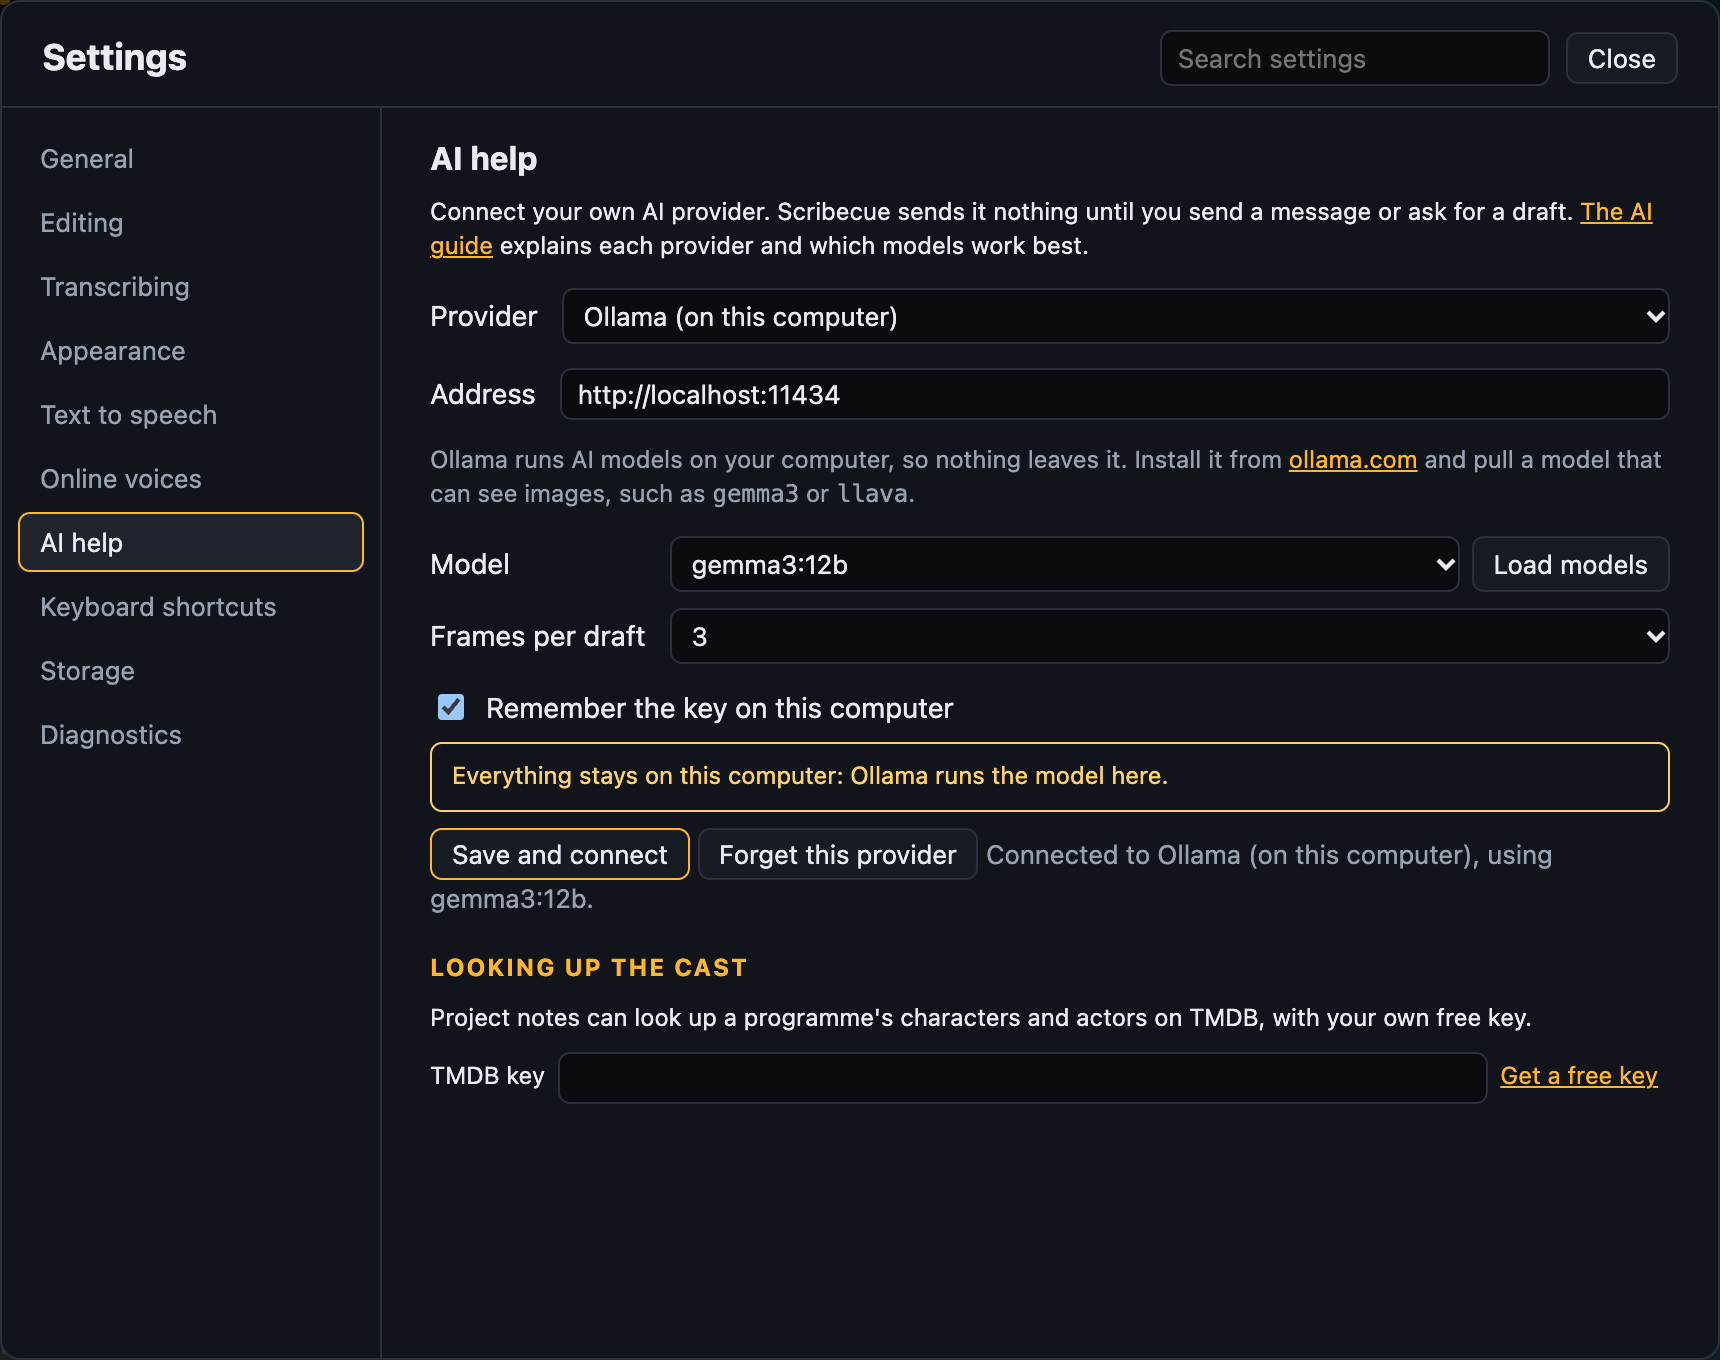 Settings
Search settings
Close
General
Editing
Transcribing
Appearance
Text to speech
Online voices
AI help
Keyboard shortcuts
Storage
Diagnostics
AI help
Connect your own AI provider. Scribecue sends it nothing until you send a message or ask for a draft. The AI
guide explains each provider and which models work best.
Provider
Ollama (on this computer)
Address
http://localhost:11434
Ollama runs AI models on your computer, so nothing leaves it. Install it from ollama.com and pull a model that
can see images, such as gemma3 or llava.
Model
gemma3:12b
Load models
Frames per draft
3
Remember the key on this computer
Everything stays on this computer: Ollama runs the model here.
Save and connect
Forget this provider
Connected to Ollama (on this computer), using
gemma3:12b.
LOOKING UP THE CAST
Project notes can look up a programme's characters and actors on TMDB, with your own free key.
TMDB key
Get a free key